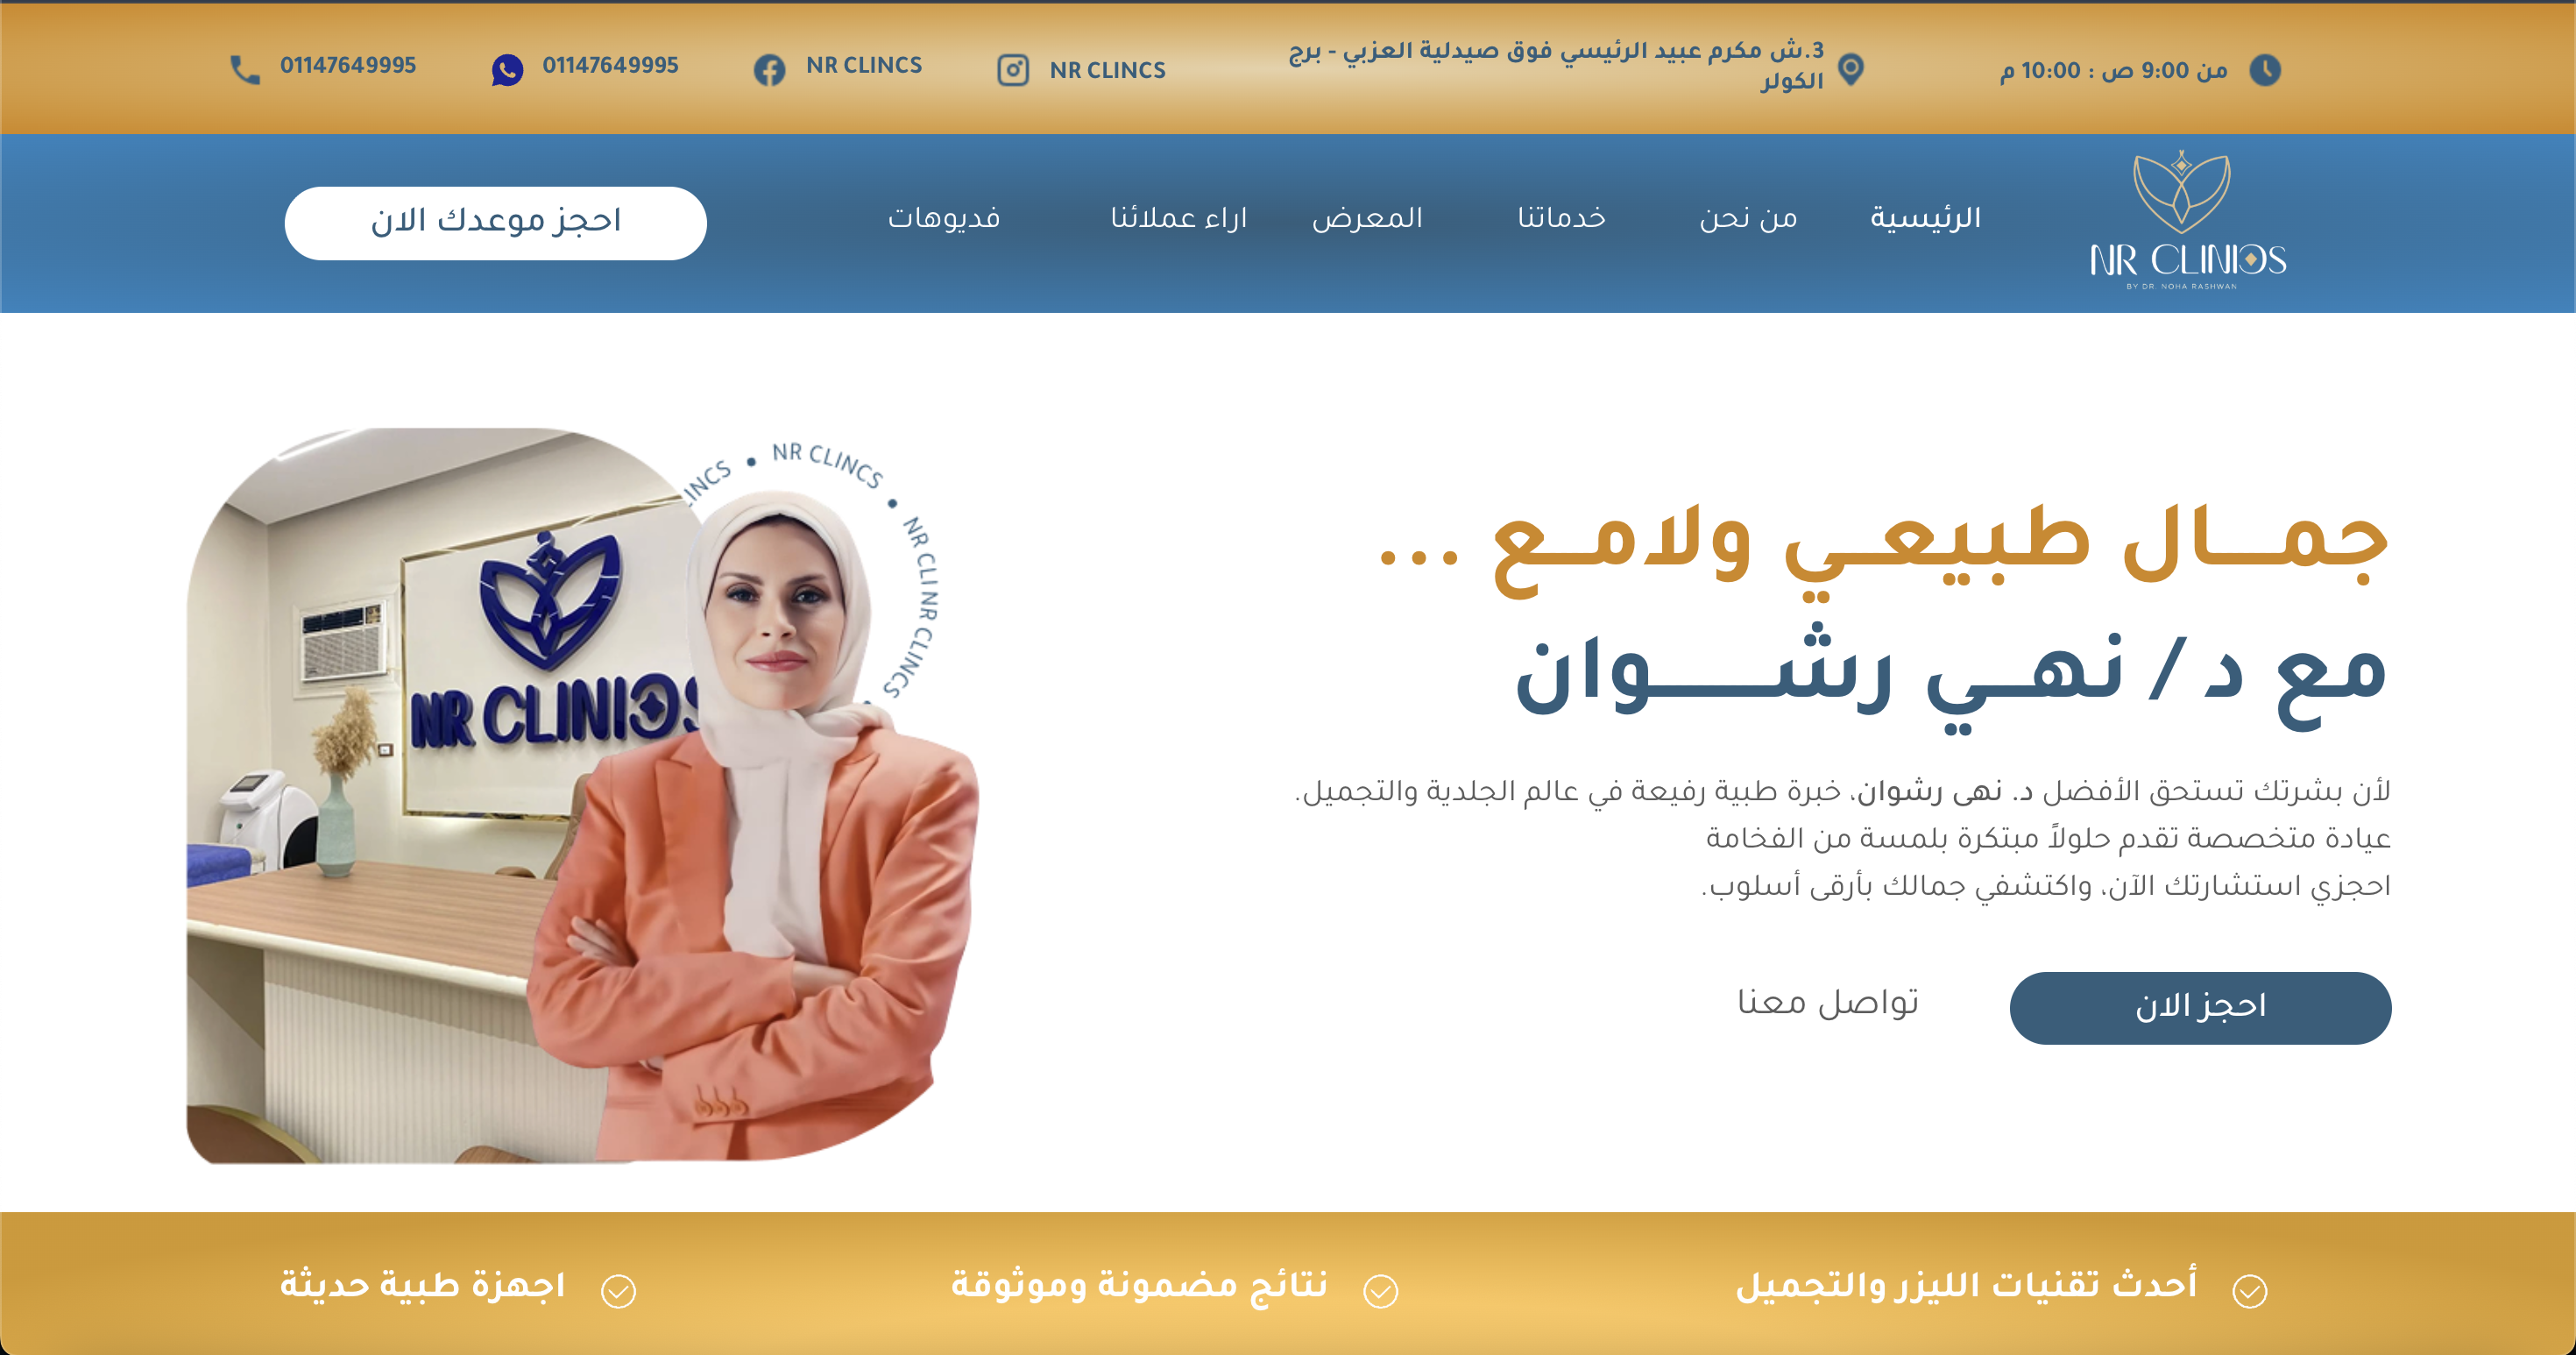 من 9:00 ص : 10:00 م
3.ش مكرم عبيد الرئيسي فوق صيدلية العزبي - برج
الكولر
NR CLINCS
NR CLINCS
01147649995
01147649995
NR CLINICS
BY DR. NOHA RASHWAN
الرئيسية
من نحن
خدماتنا
المعرض
اراء عملائنا
فديوهات
احجز موعدك الان
جمـــال طبيعـي ولامـع ...
مع د / نهـي رشــــــوان
لأن بشرتك تستحق الأفضل د. نهى رشوان، خبرة طبية رفيعة في عالم الجلدية والتجميل.
عيادة متخصصة تقدم حلولاً مبتكرة بلمسة من الفخامة
احجزي استشارتك الآن، واكتشفي جمالك بأرقى أسلوب.
احجز الان
تواصل معنا
INCS • NR CLINCS • NR CLI NR CLINCS
NR CLINICS
أحدث تقنيات الليزر والتجميل
نتائج مضمونة وموثوقة
اجهزة طبية حديثة